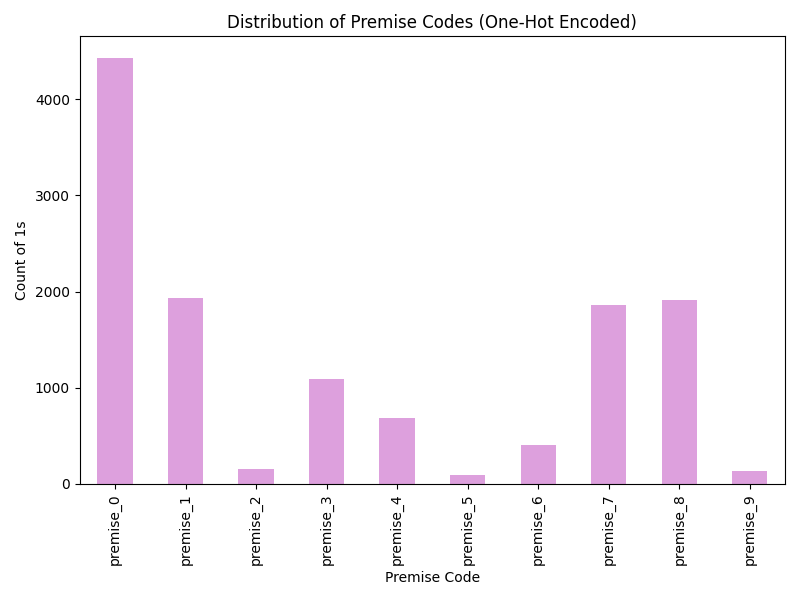 Distribution of Premise Codes (One-Hot Encoded)
Count of 1s
4000
3000
2000
1000
0
premise_0
premise_1
premise_2
premise_3
premise_4
premise_5
premise_6
premise_7
premise_8
premise_9
Premise Code